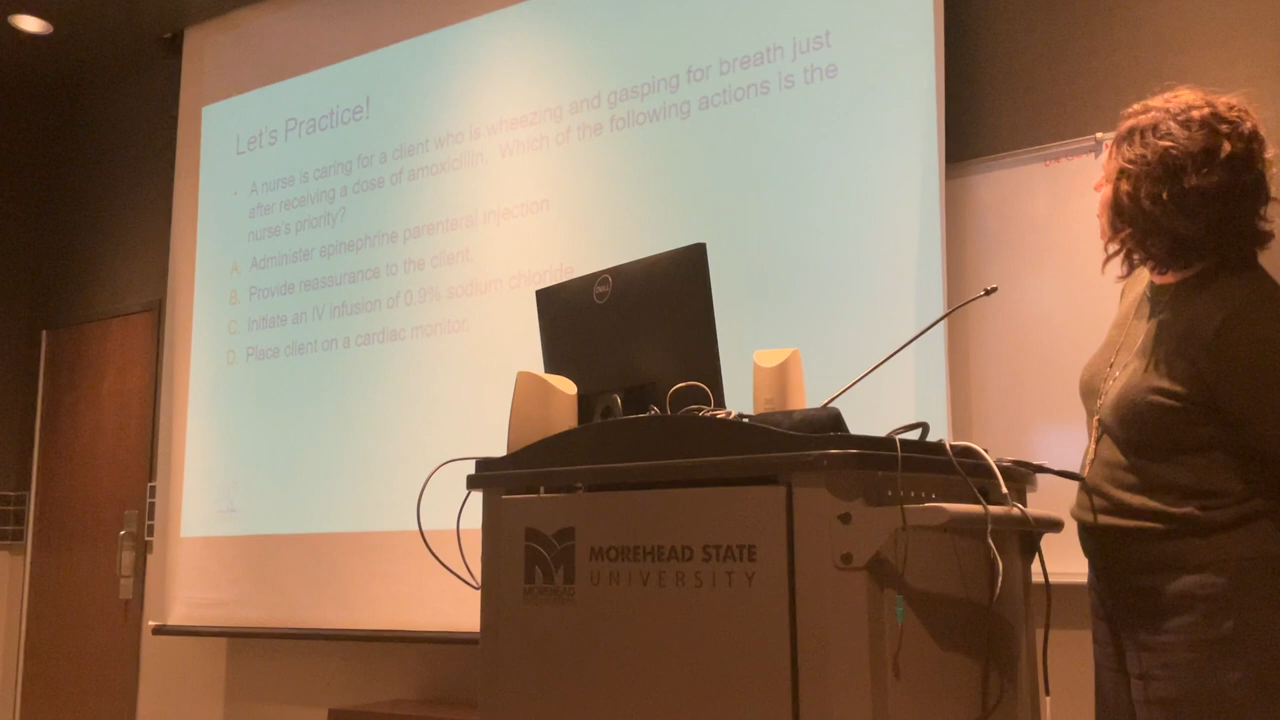 Let's Practice!
• A nurse is caring for a client who is wheezing and gasping for breath just
after receiving a dose of amoxicillin. Which of the following actions is the
nurse's priority?
A. Administer epinephrine parenteral injection
B. Provide reassurance to the client.
C. Initiate an IV infusion of 0.9% sodium chloride
D. Place client on a cardiac monitor.
DELL
MOREHEAD STATE
UNIVERSITY
MOREHEAD